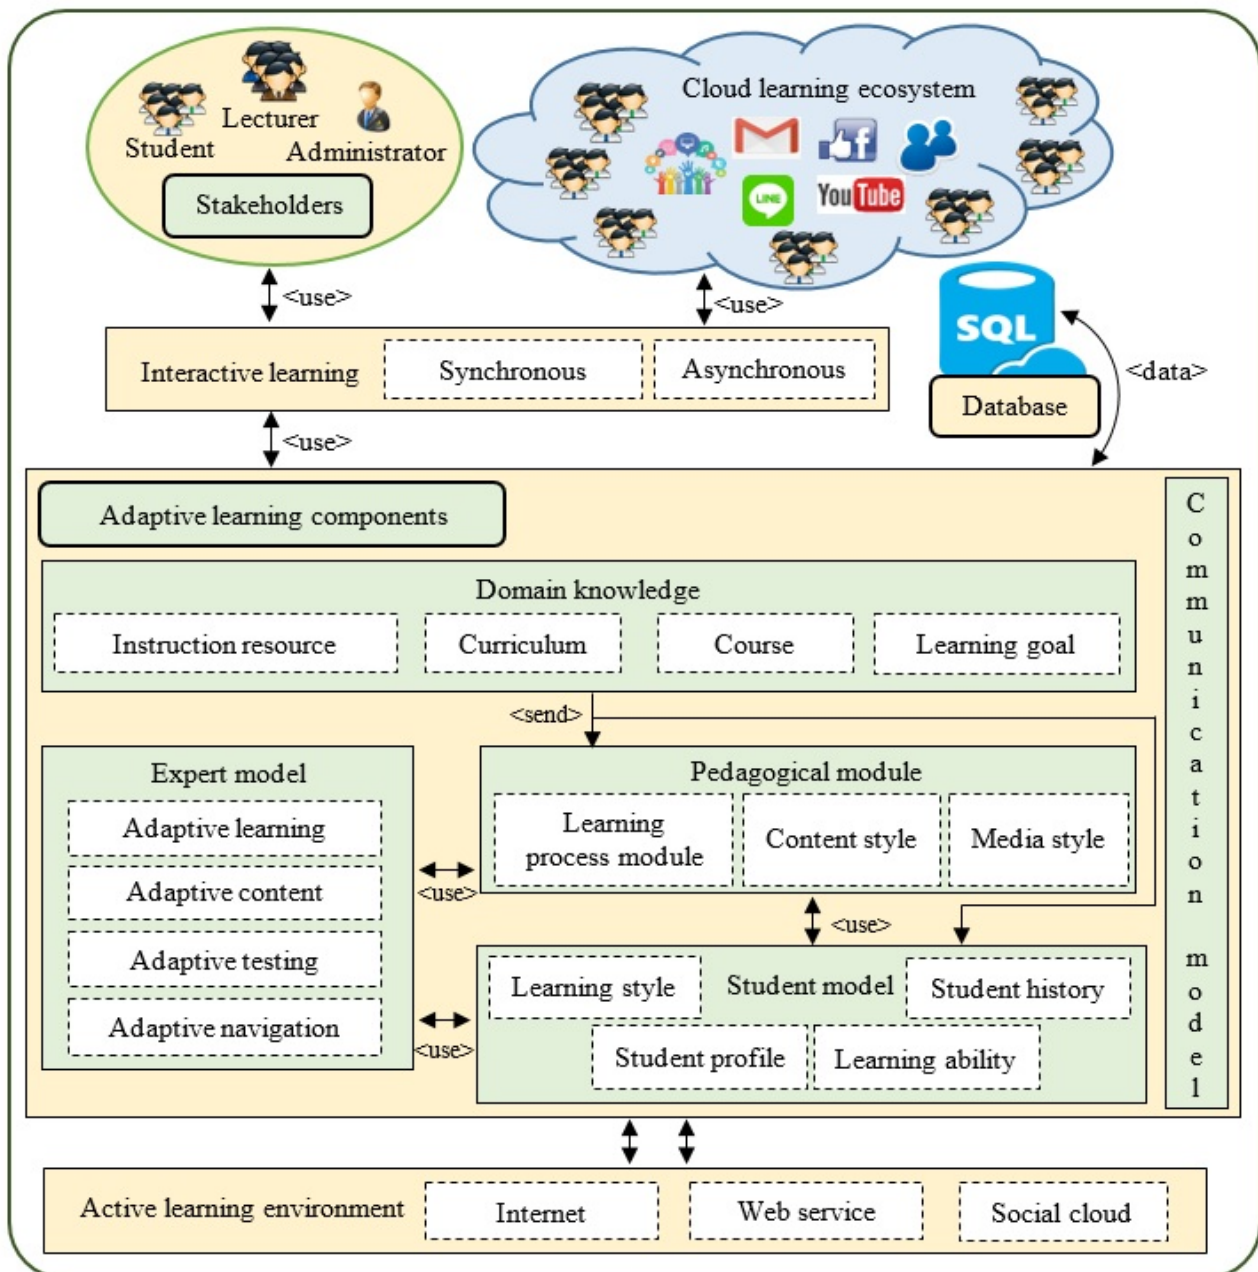 Lecturer
Student
Administrator
Stakeholders
Cloud learning ecosystem
f
LINE
YouTube
<use>
<use>
SQL
Database
<data>
Interactive learning
Synchronous
Asynchronous
<use>
Adaptive learning components
Domain knowledge
Instruction resource
Curriculum
Course
Learning goal
<send>
Expert model
Adaptive learning
Adaptive content
Adaptive testing
Adaptive navigation
Pedagogical module
Learning
process module
Content style
Media style
<use>
<use>
<use>
Learning style
Student model
Student history
Student profile
Learning ability
Communication model
Active learning environment
Internet
Web service
Social cloud